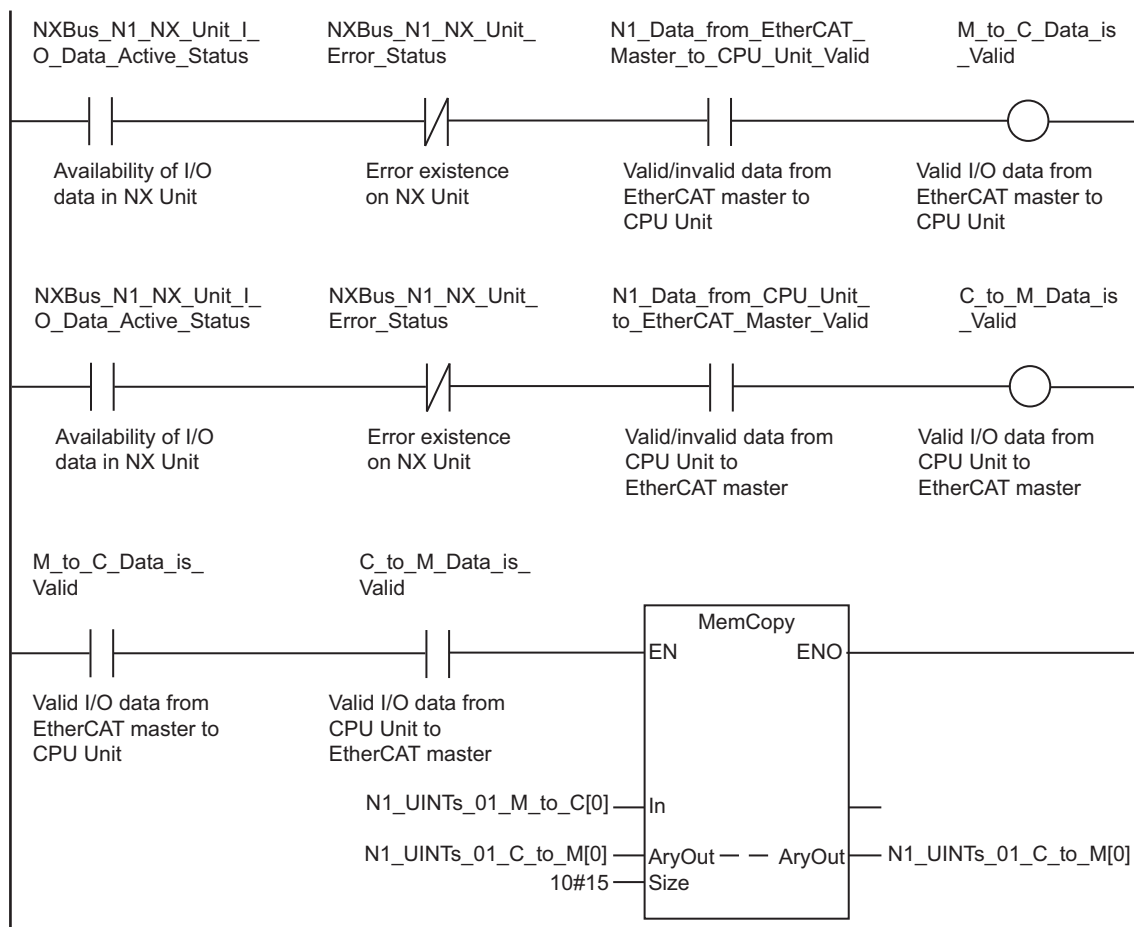 NXBus_N1_NX_Unit_I_
O_Data_Active_Status
NXBus_N1_NX_Unit_
Error_Status
N1_Data_from_EtherCAT_
Master_to_CPU_Unit_Valid
M_to_C_Data_is
_Valid
Availability of I/O
data in NX Unit
Error existence
on NX Unit
Valid/invalid data from
EtherCAT master to
CPU Unit
Valid I/O data from
EtherCAT master to
CPU Unit
NXBus_N1_NX_Unit_I_
O_Data_Active_Status
NXBus_N1_NX_Unit_
Error_Status
N1_Data_from_CPU_Unit_
to_EtherCAT_Master_Valid
C_to_M_Data_is
_Valid
Availability of I/O
data in NX Unit
Error existence
on NX Unit
Valid/invalid data from
CPU Unit to
EtherCAT master
Valid I/O data from
CPU Unit to
EtherCAT master
M_to_C_Data_is_
Valid
C_to_M_Data_is_
Valid
Valid I/O data from
EtherCAT master to
CPU Unit
Valid I/O data from
CPU Unit to
EtherCAT master
MemCopy
EN ENO
N1_UINTs_01_M_to_C[0] In
N1_UINTs_01_C_to_M[0] AryOut AryOut N1_UINTs_01_C_to_M[0]
10#15 Size